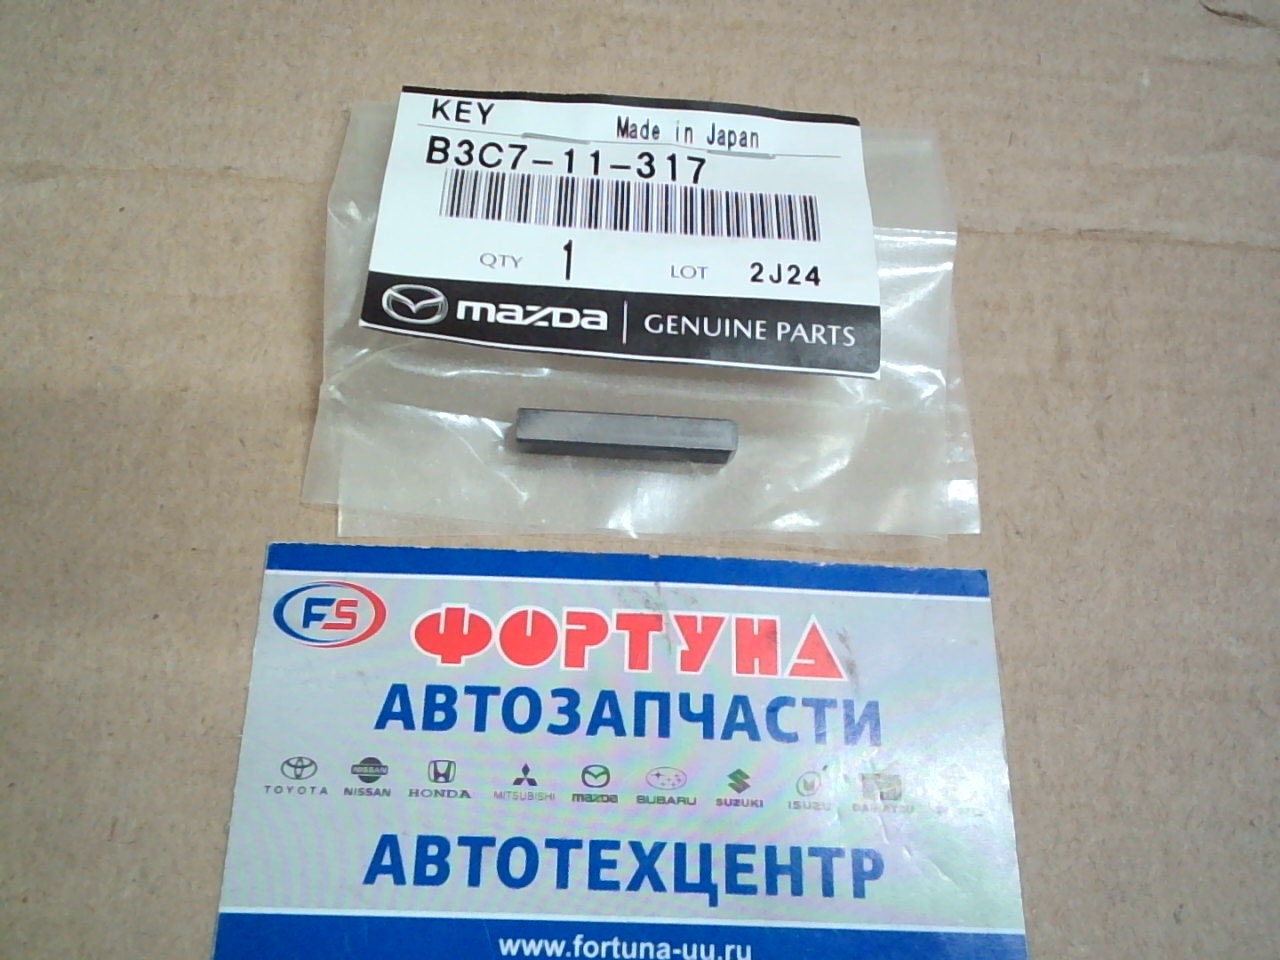 KEY
Made in Japan
B3C7-11-317
QTY 1 LOT 2J24
mazda GENUINE PARTS
FS
ФОРТУНА
АВТОЗАПЧАСТИ
TOYOTA NISSAN HONDA MITSUBISHI mazda SUBARU SUZUKI ISUZU DAIHATSU
АВТОТЕХЦЕНТР
www.fortuna-uu.ru